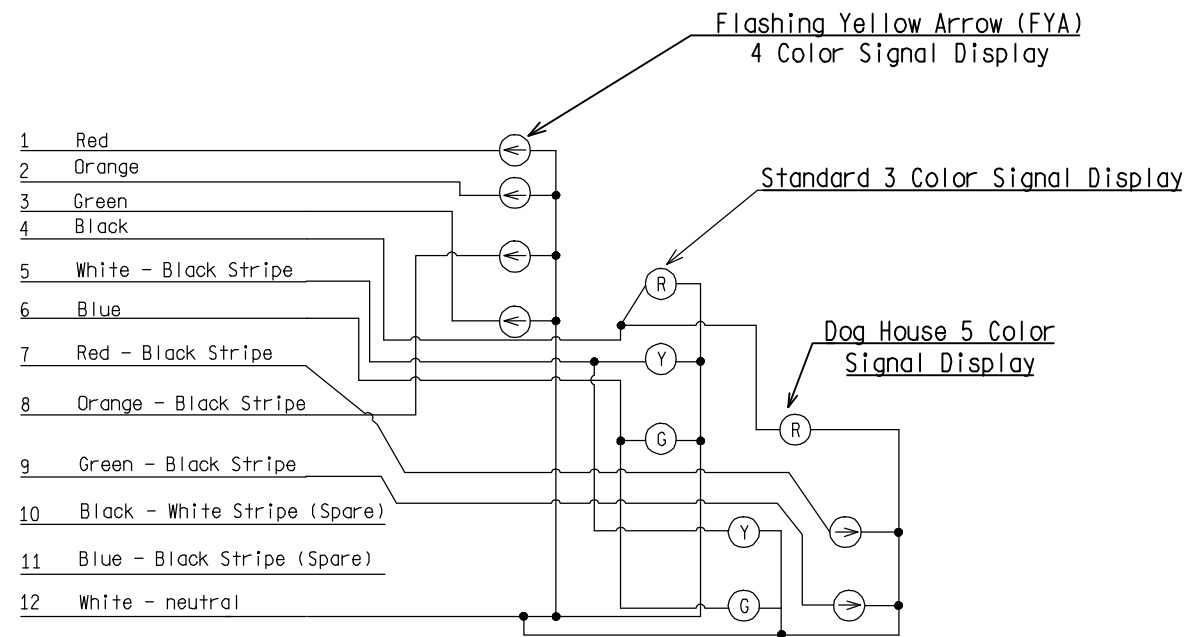 Flashing Yellow Arrow (FYA)
4 Color Signal Display
1 Red
2 Orange
Standard 3 Color Signal Display
3 Green
4 Black
5 White - Black Stripe
R
6 Blue
Dog House 5 Color
Signal Display
7 Red - Black Stripe
Y
8 Orange - Black Stripe
R
G
9 Green - Black Stripe
10 Black - White Stripe (Spare)
Y
11 Blue - Black Stripe (Spare)
12 White - neutral
G